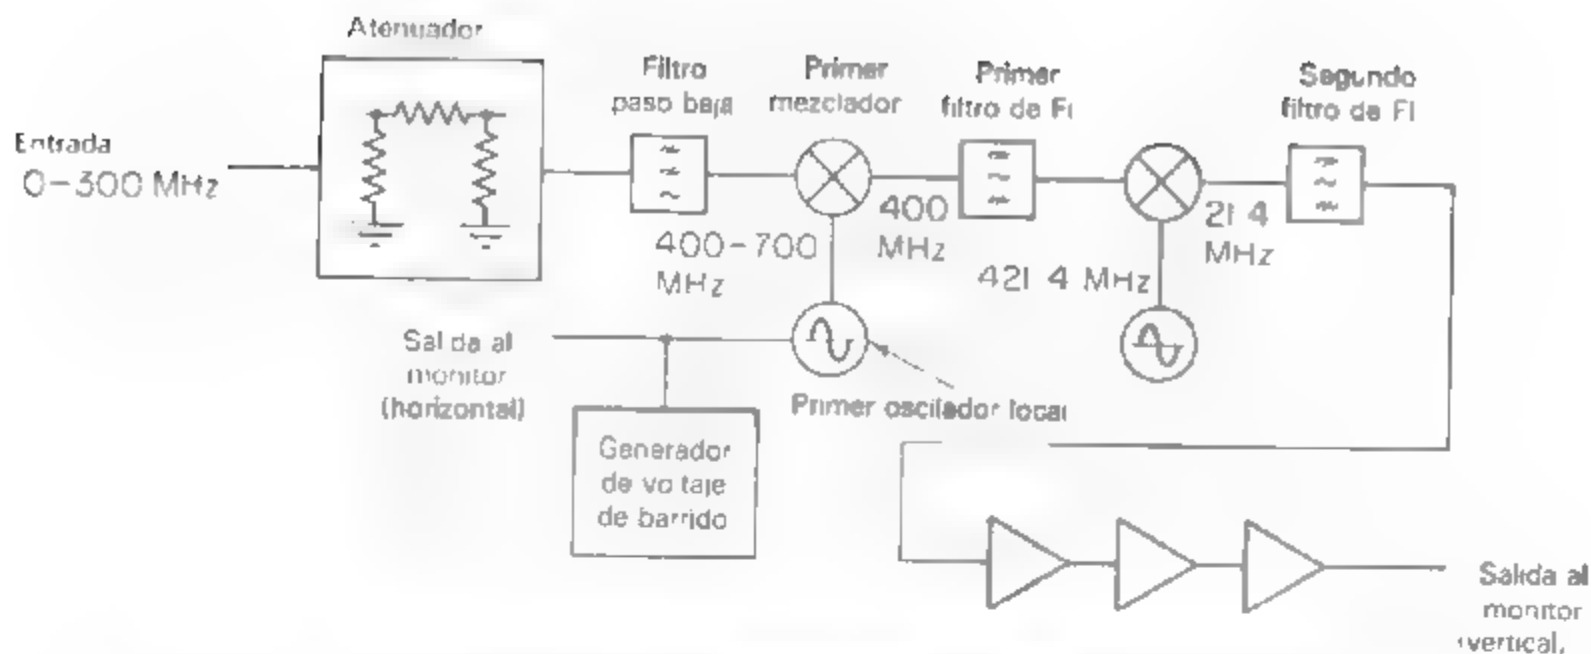 Atenuador
Filtro
paso baja
Primer
mezclador
Primer
filtro de FI
Segundo
filtro de FI
Entrada
0-300 MHz
400-700
MHz
400
MHz
421 4 MHz
21 4
MHz
Salida al
monitor
(horizontal)
Primer oscilador local
Generador
de voltaje
de barrido
Salida al
monitor
(vertical,